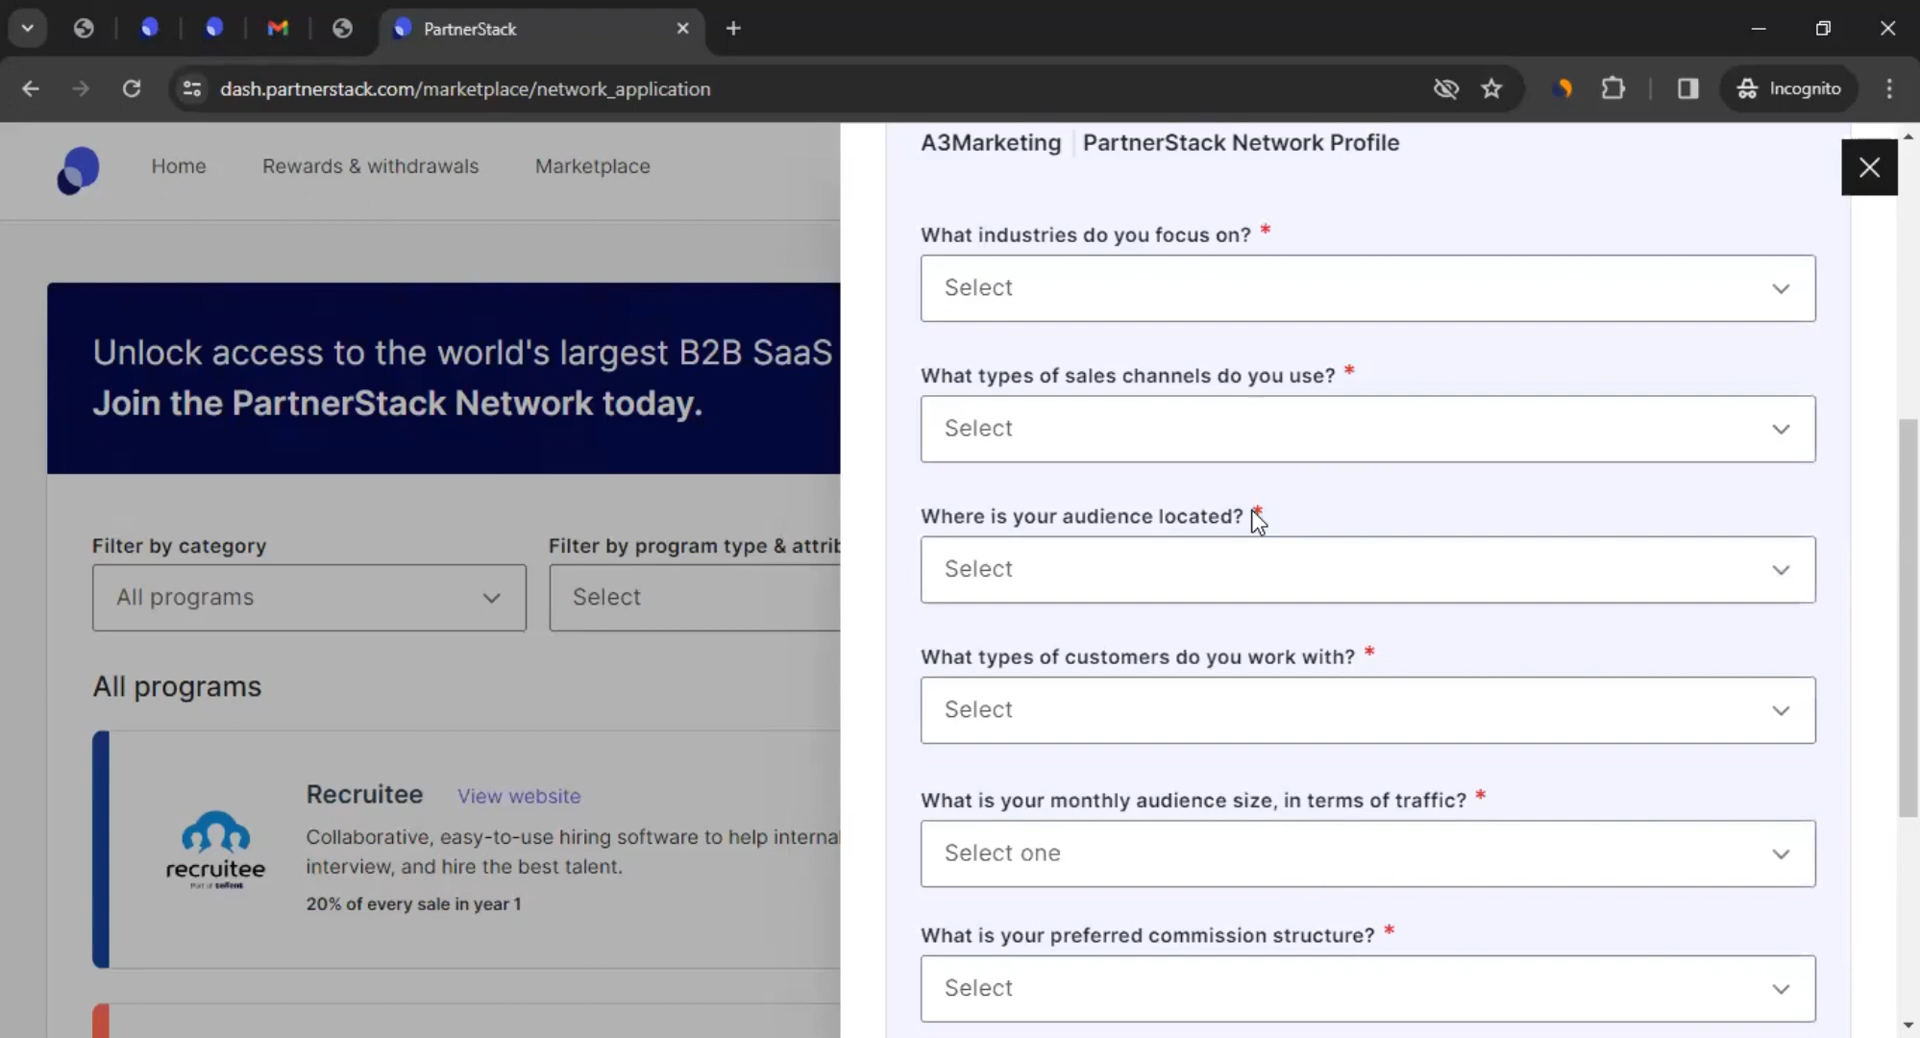 PartnerStack
dash.partnerstack.com/marketplace/network_application
Incognito
Home
Rewards & withdrawals
Marketplace
Unlock access to the world's largest B2B SaaS
Join the PartnerStack Network today.
Filter by category
Filter by program type & attrib
All programs
Select
All programs
recruitee
Part of tellent
Recruitee
View website
Collaborative, easy-to-use hiring software to help interna
interview, and hire the best talent.
20% of every sale in year 1
A3Marketing
PartnerStack Network Profile
What industries do you focus on? *
Select
What types of sales channels do you use? *
Select
Where is your audience located? *
Select
What types of customers do you work with? *
Select
What is your monthly audience size, in terms of traffic? *
Select one
What is your preferred commission structure? *
Select